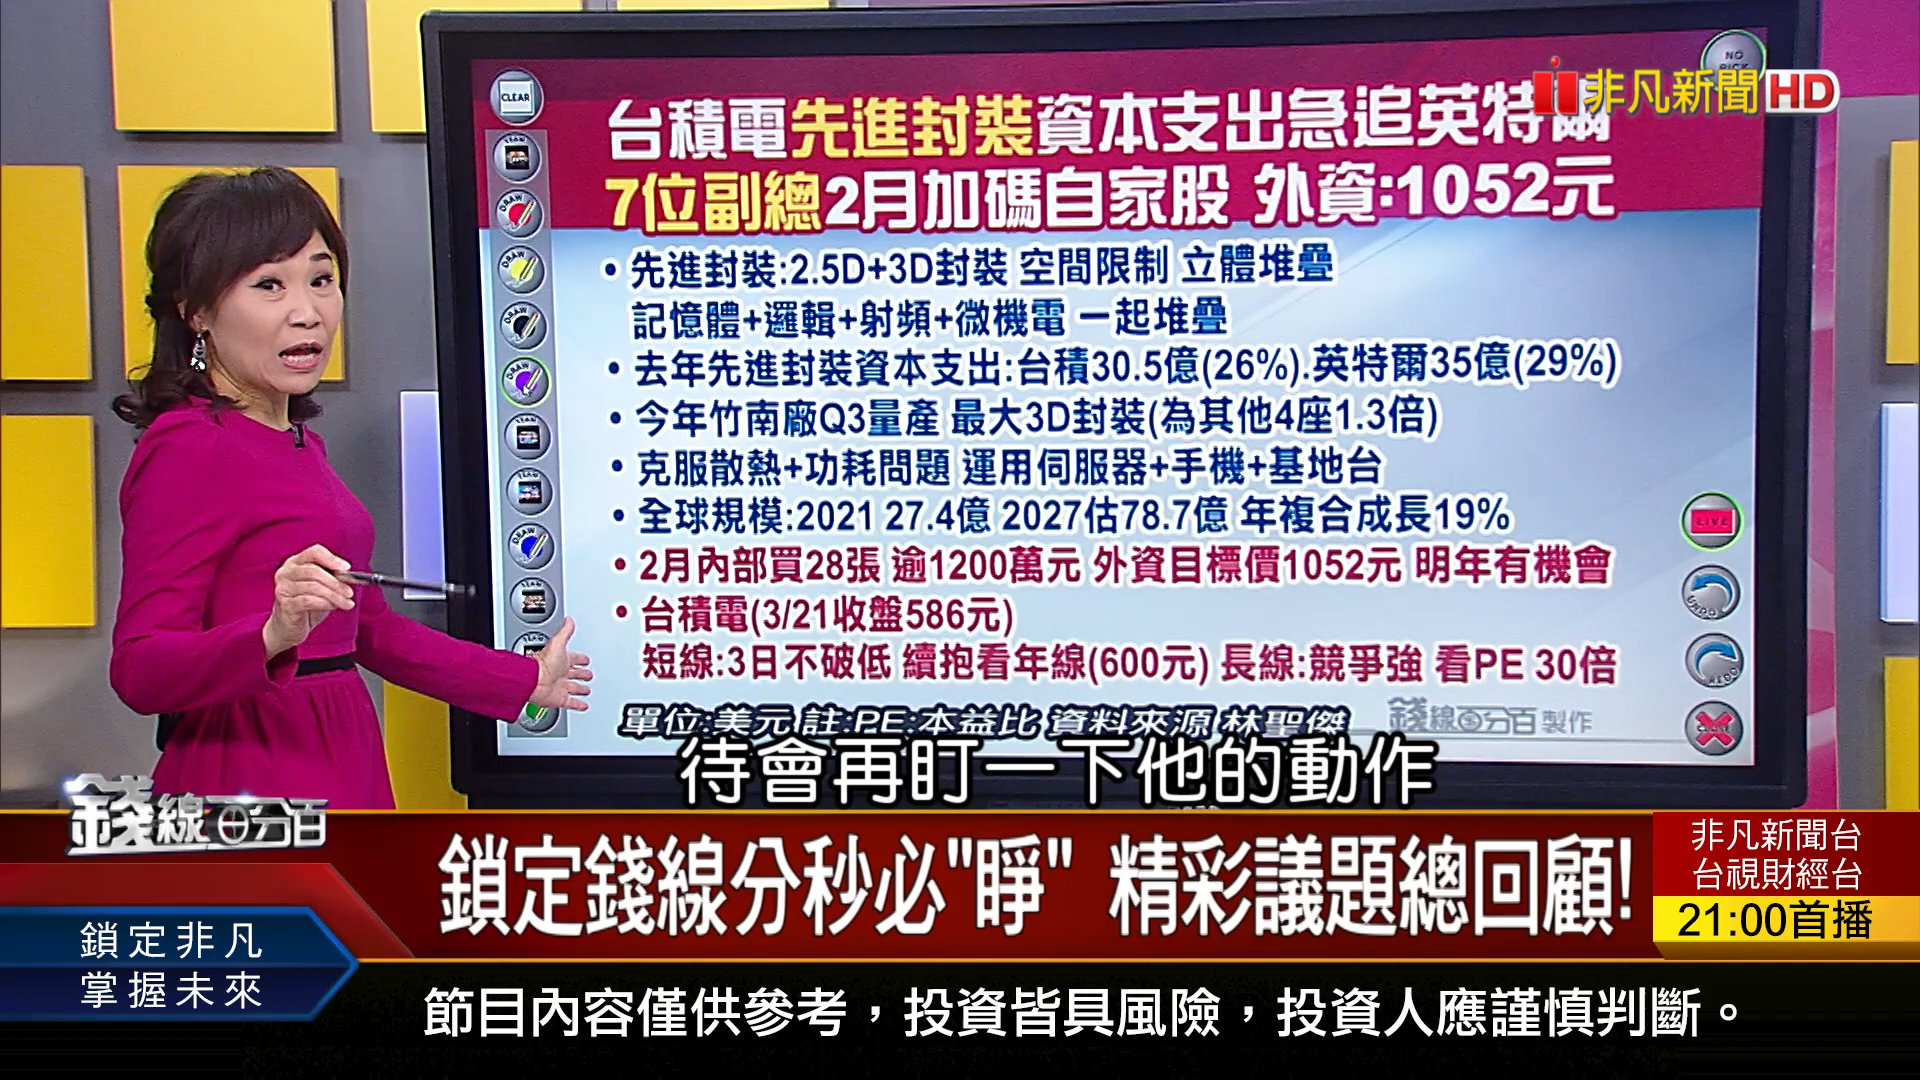 NO
非凡新聞HD
CLEAR
台積電先進封裝資本支出急追英特爾
7位副總2月加碼自家股 外資:1052元
•先進封裝:2.5D+3D封裝 空間限制 立體堆疊
記憶體+邏輯+射頻+微機電 一起堆疊
•去年先進封裝資本支出:台積30.5億(26%).英特爾35億(29%)
•今年竹南廠Q3量產 最大3D封裝(為其他4座1.3倍)
•克服散熱+功耗問題 運用伺服器+手機+基地台
•全球規模:2021 27.4億 2027估78.7億 年複合成長19%
•2月內部買28張 逾1200萬元 外資目標價1052元 明年有機會
•台積電(3/21收盤586元)
短線:3日不破低 續抱看年線(600元) 長線:競爭強 看PE 30倍
單位:美元 註:PE:本益比 資料來源 林聖傑
錢線百分百 製作
DRAW
DRAW
DRAW
DRAW
DRAW
TEAM
LIVE
UNDO
REDO
待會再盯一下他的動作
錢線百分百
鎖定錢線分秒必"睜" 精彩議題總回顧!
非凡新聞台
台視財經台
21:00首播
鎖定非凡
掌握未來
節目內容僅供參考，投資皆具風險，投資人應謹慎判斷。